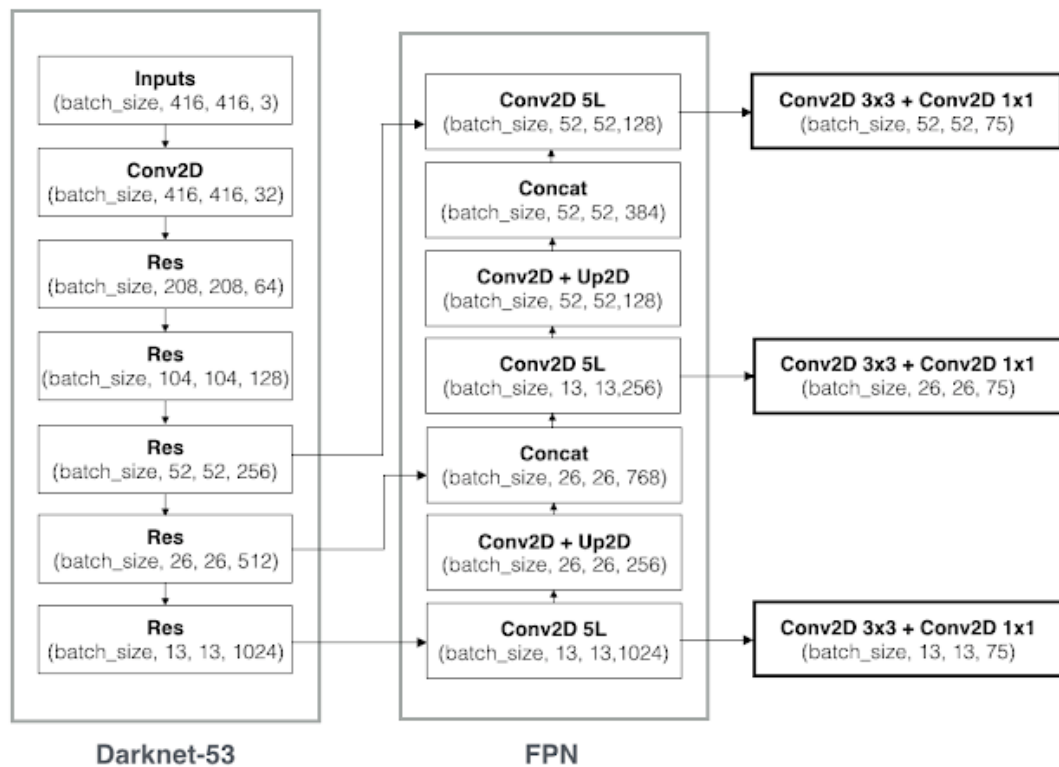 Inputs
(batch_size, 416, 416, 3)
Conv2D
(batch_size, 416, 416, 32)
Res
(batch_size, 208, 208, 64)
Res
(batch_size, 104, 104, 128)
Res
(batch_size, 52, 52, 256)
Res
(batch_size, 26, 26, 512)
Res
(batch_size, 13, 13, 1024)
Darknet-53
Conv2D 5L
(batch_size, 52, 52,128)
Concat
(batch_size, 52, 52, 384)
Conv2D + Up2D
(batch_size, 52, 52,128)
Conv2D 5L
(batch_size, 13, 13,256)
Concat
(batch_size, 26, 26, 768)
Conv2D + Up2D
(batch_size, 26, 26, 256)
Conv2D 5L
(batch_size, 13, 13,1024)
FPN
Conv2D 3x3 + Conv2D 1x1
(batch_size, 52, 52, 75)
Conv2D 3x3 + Conv2D 1x1
(batch_size, 26, 26, 75)
Conv2D 3x3 + Conv2D 1x1
(batch_size, 13, 13, 75)